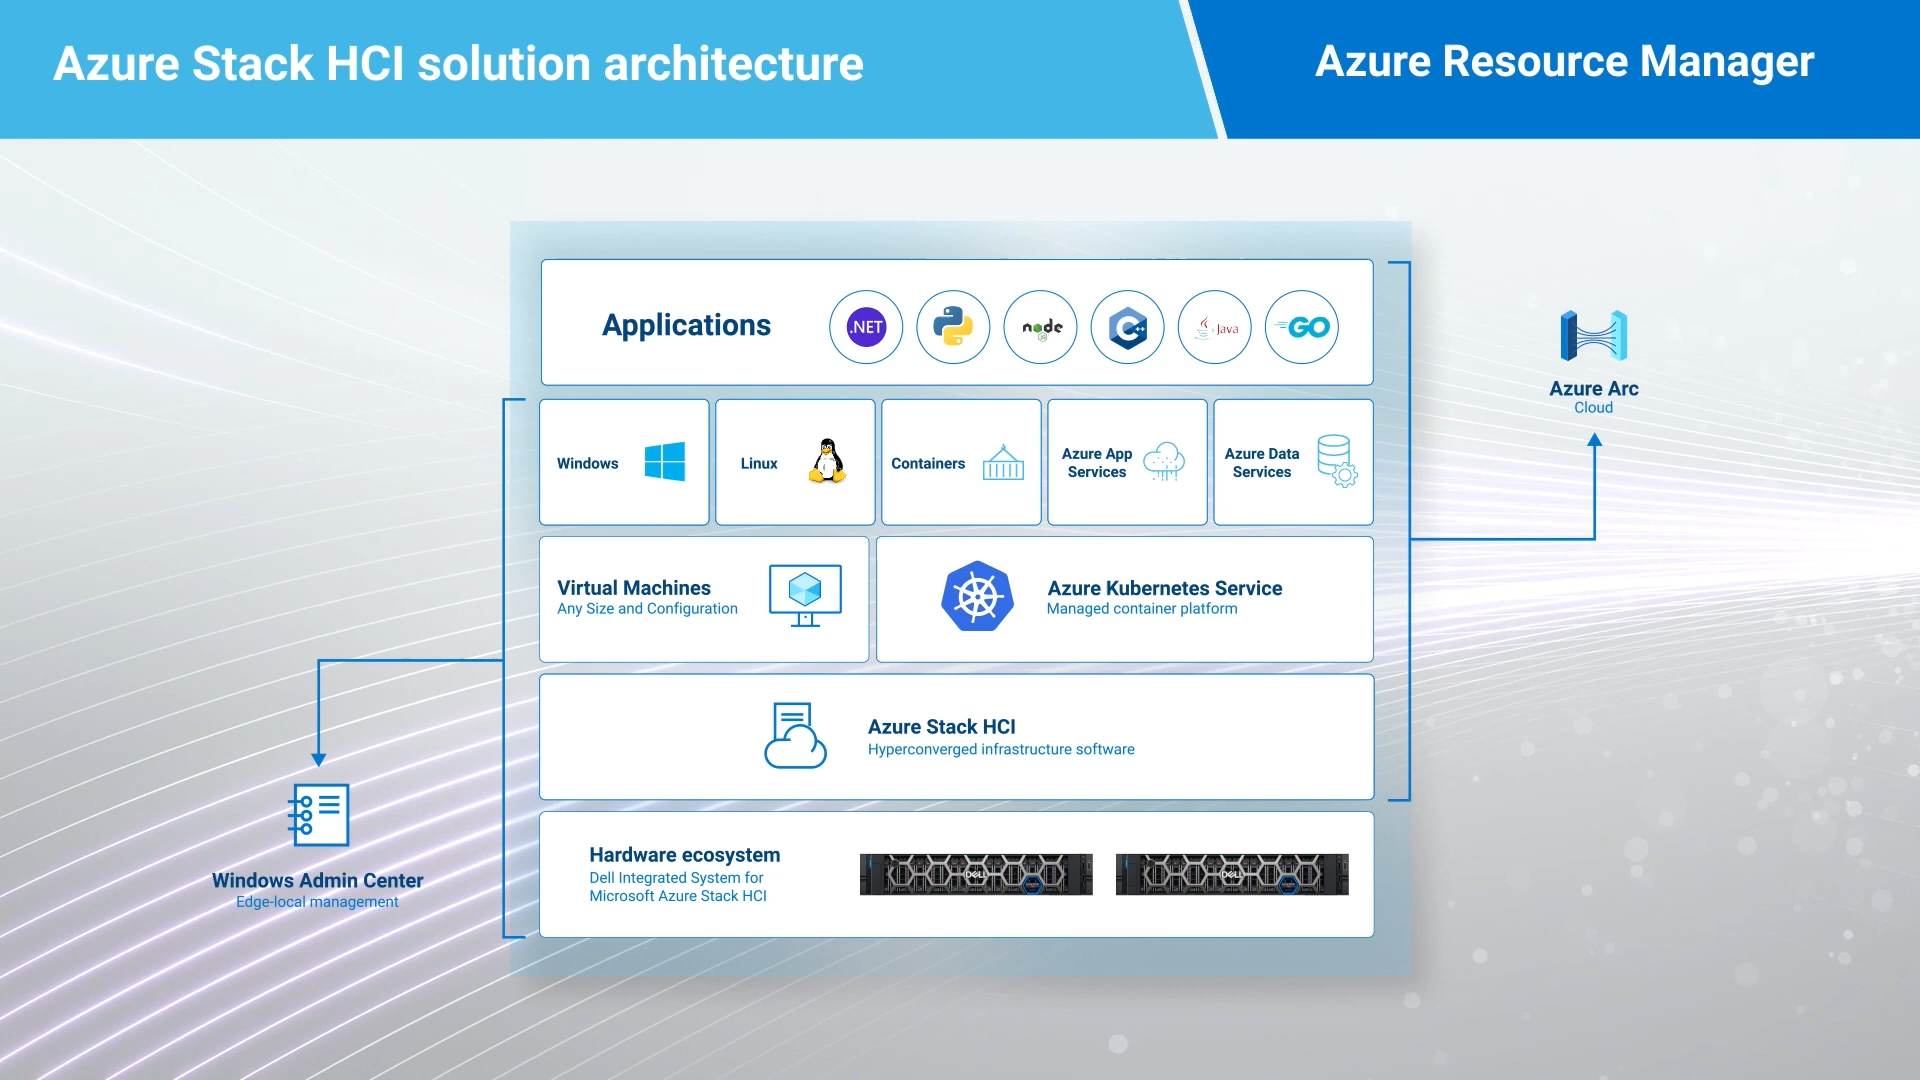 Azure Stack HCI solution architecture
Azure Resource Manager
Applications
.NET
node
JS
C++
Java
GO
Windows
Linux
Containers
Azure App
Services
Azure Data
Services
Virtual Machines
Any Size and Configuration
Azure Kubernetes Service
Managed container platform
Azure Stack HCI
Hyperconverged infrastructure software
Hardware ecosystem
Dell Integrated System for
Microsoft Azure Stack HCI
DELL
DELL
Azure Arc
Cloud
Windows Admin Center
Edge-local management